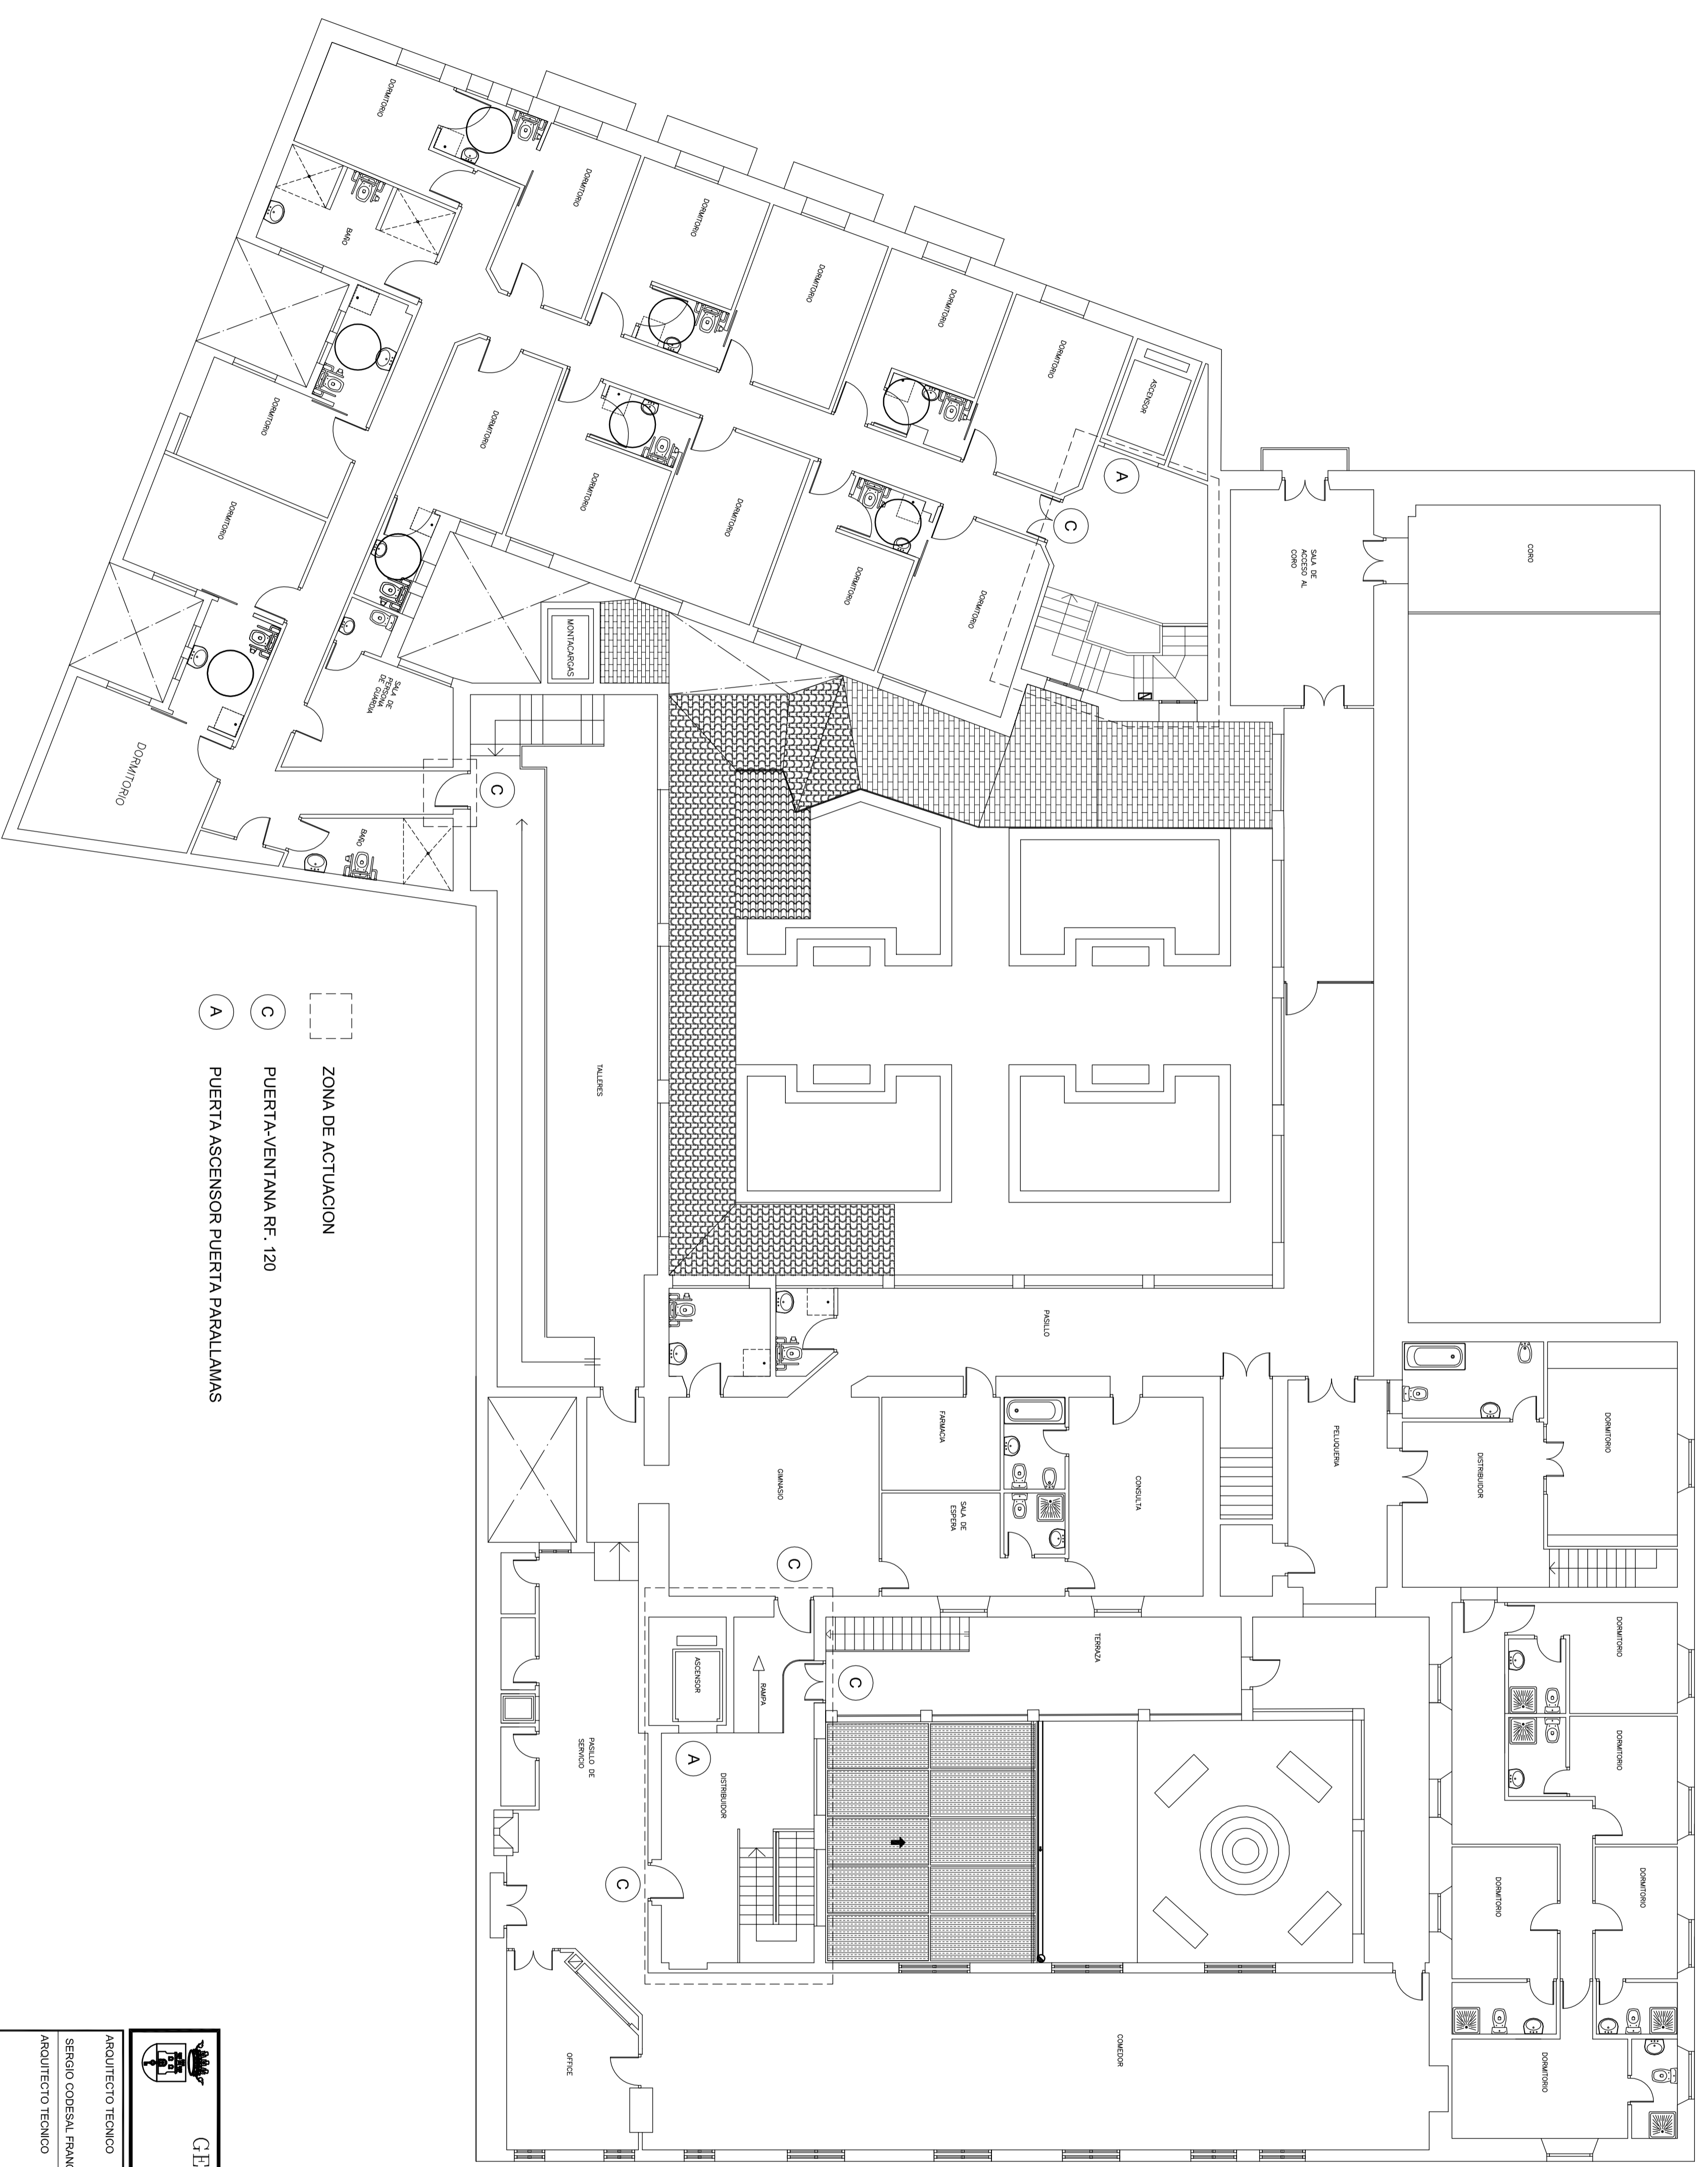 DORMITORIO
DORMITORIO
DORMITORIO
DORMITORIO
DORMITORIO
CORO
DORMITORIO
DISTRIBUIDOR
PELUQUERIA
SALA DE
ACCESO AL
CORO
ASCENSOR
A
CONSULTA
COMEDOR
TERRAZA
C
DORMITORIO
PASILLO
DORMITORIO
SALA DE
ESPERA
DORMITORIO
FARMACIA
C
DORMITORIO
DORMITORIO
C
GIMNASIO
RAMPA
DORMITORIO
DISTRIBUIDOR
DORMITORIO
ASCENSOR
A
C
DORMITORIO
DORMITORIO
PASILLO DE
SERVICIO
TALLERES
MONTACARGAS
OFFICE
C
DORMITORIO
SALA DE
PERSONA
DE GUARDIA
DORMITORIO
BAÑO
BAÑO
DORMITORIO
DORMITORIO
DORMITORIO
ZONA DE ACTUACION
C PUERTA-VENTANA RF. 120
A PUERTA ASCENSOR PUERTA PARALLAMAS
GE
ARQUITECTO TECNICO
SERGIO CODESAL FRANC
ARQUITECTO TECNICO